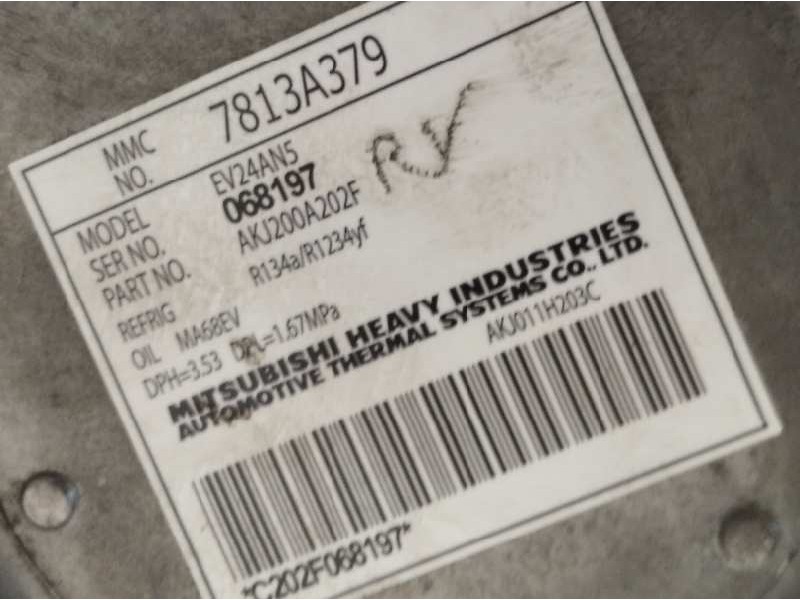 MMC NO. 7813A379
MODEL EV24AN5
SER NO. 068197
PART NO. AKJ200A202F
REFRIG R134a/R1234yf
OIL MA68EV
DPH=3.53 DPL=1.67MPa
MITSUBISHI HEAVY INDUSTRIES
AUTOMOTIVE THERMAL SYSTEMS CO., LTD.
AKJ011H203C
*C202F068197*